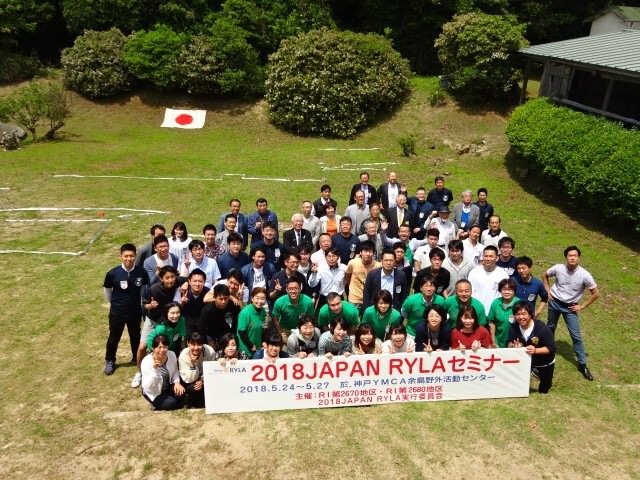 RYLA 2018JAPAN RYLAセミナー
2018.5.24～5.27 於.神戸YMCA余島野外活動センター
主催:RI第2670地区・RI第2680地区
2018JAPAN RYLA実行委員会